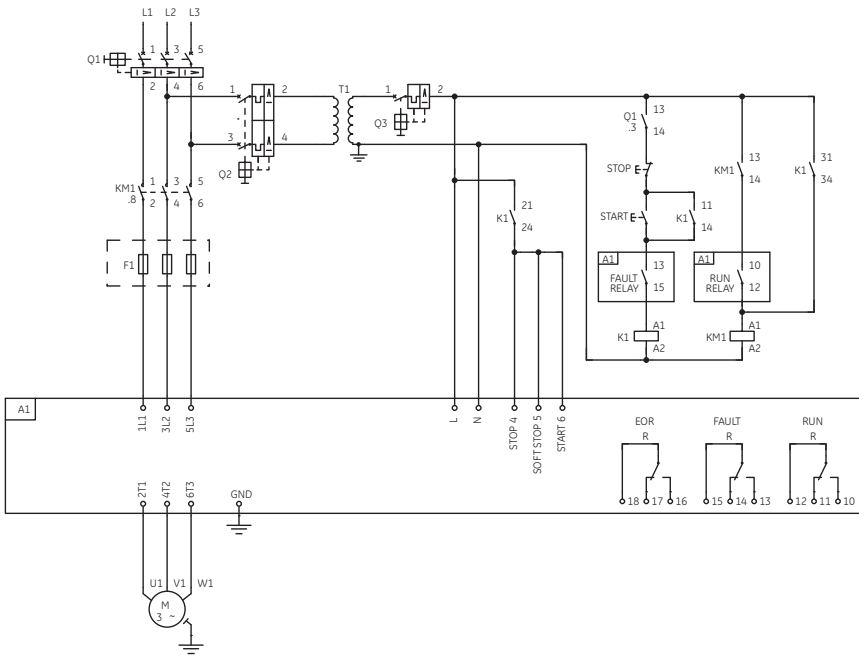 L1 L2 L3
Q1 1 3 5
I> I> I>
2 4 6
1 2 T1 1 2
3 4
Q3
Q2
Q1 13
.3 14
STOP
START
K1 11
14
KM1 13
14
K1 31
34
KM1 1 3 5
.8 2 4 6
F1
K1 21
24
A1
FAULT 13
RELAY 15
A1
RUN 10
RELAY 12
K1 A1
A2
KM1 A1
A2
A1
1L1 3L2 5L3
L N STOP 4 SOFT STOP 5 START 6
EOR FAULT RUN
R R R
18 17 16 15 14 13 12 11 10
2T1 4T2 6T3 GND
U1 V1 W1
M
3 ~